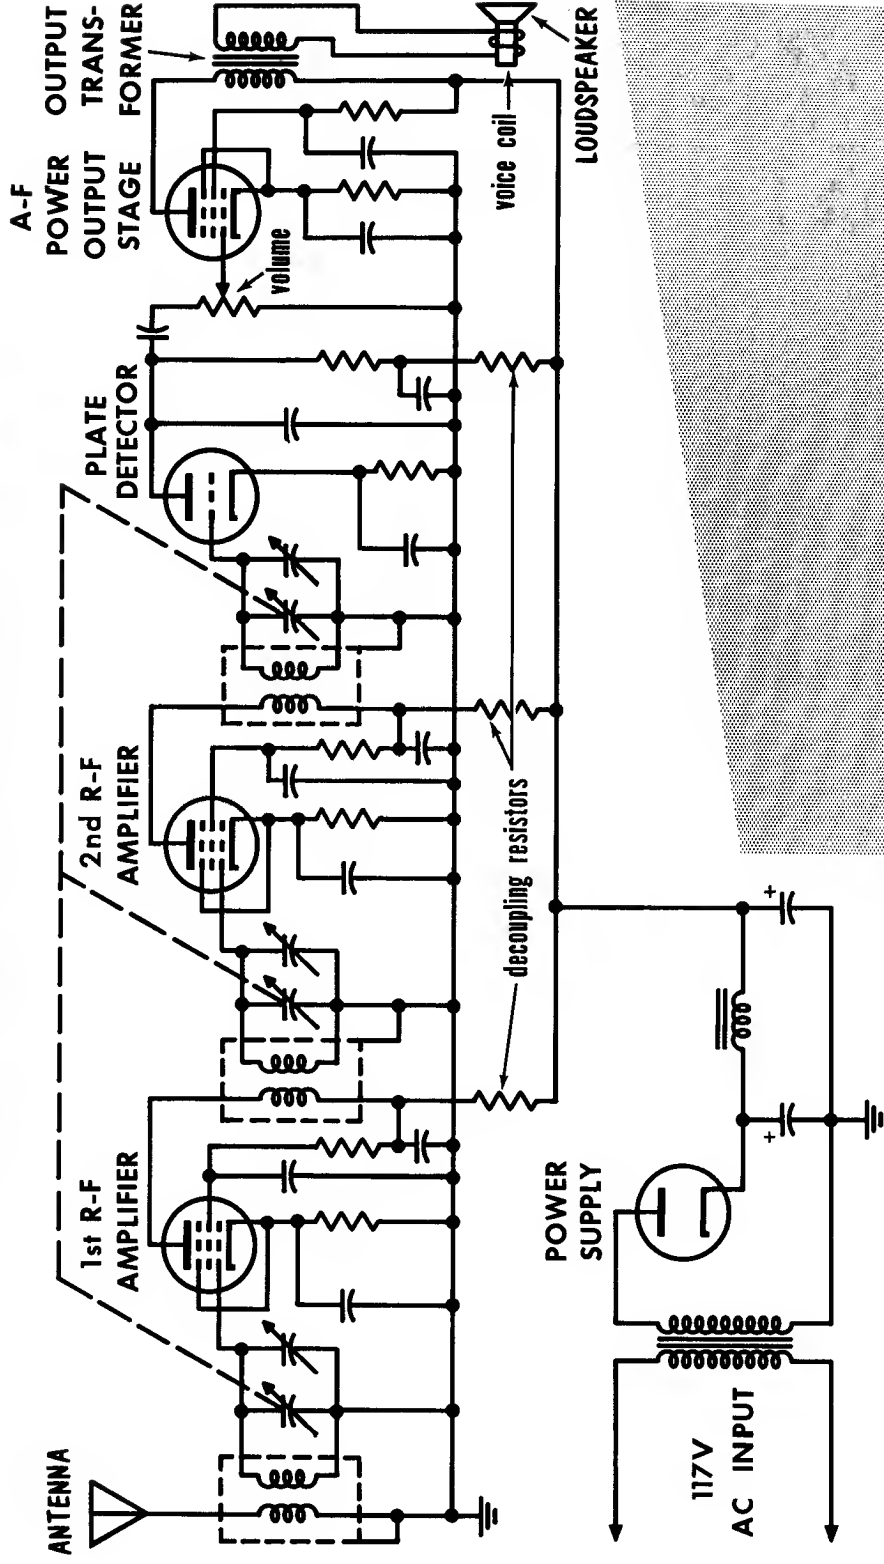 ANTENNA
1st R-F
AMPLIFIER
2nd R-F
AMPLIFIER
PLATE
DETECTOR
A-F
POWER
OUTPUT
STAGE
OUTPUT
TRANS-
FORMER
volume
voice coil
LOUDSPEAKER
decoupling resistors
POWER
SUPPLY
+
+
117V
AC INPUT